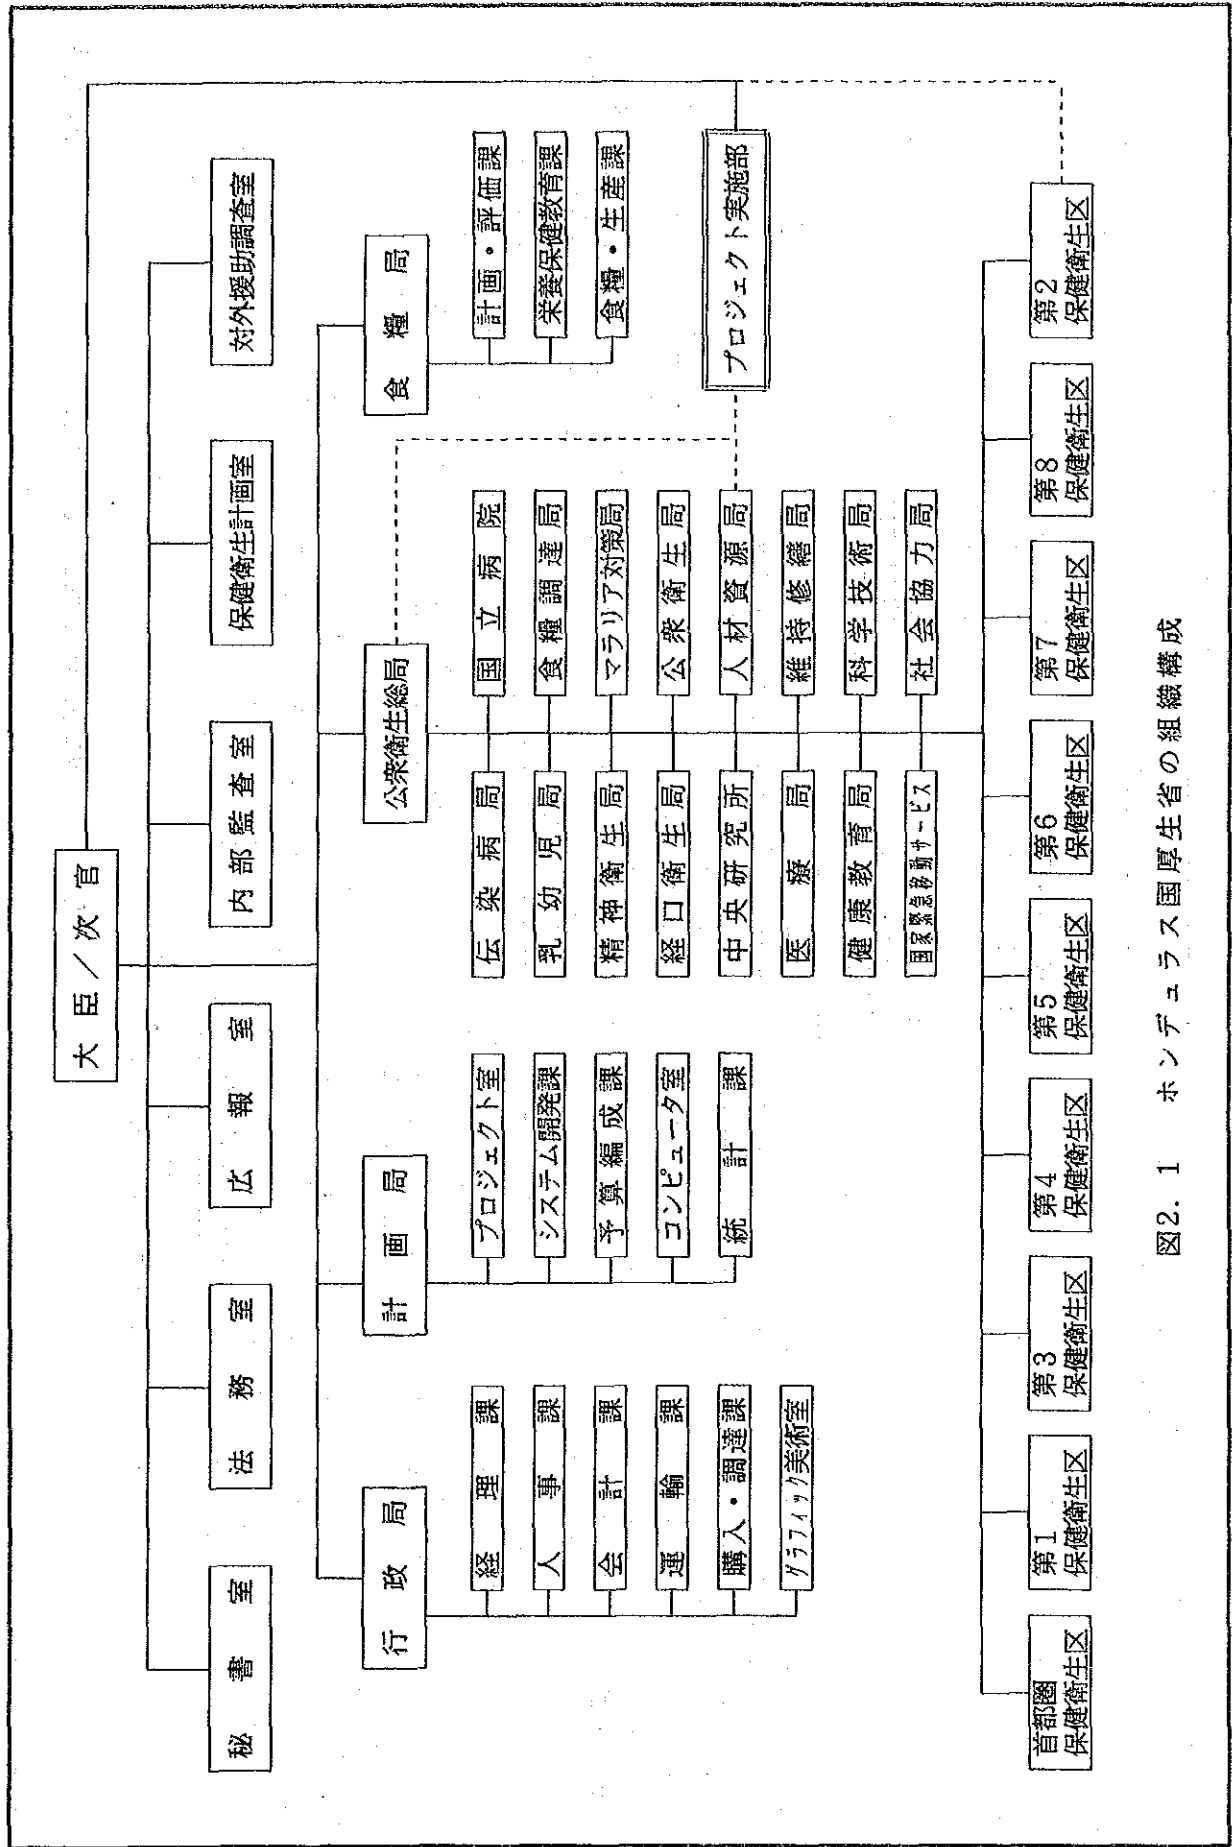 大臣／次官
秘書室
法務室
広報室
内部監査室
保健衛生計画室
対外援助調査室
行政局
計画局
公衆衛生総局
食糧局
経理課
人事課
会計課
運輸課
購入・調達課
グラフィック美術室
プロジェクト室
システム開発課
予算編成課
コンピュータ室
統計課
伝染病局
乳幼児局
精神衛生局
経口衛生局
中央研究所
医療局
健康教育局
国家緊急移動サービス
国立病院
食糧調達局
マラリア対策局
公衆衛生局
人材資源局
維持修繕局
科学技術局
社会協力局
計画・評価課
栄養保健教育課
食糧・生産課
プロジェクト実施部
首都圏
保健衛生区
第1
保健衛生区
第3
保健衛生区
第4
保健衛生区
第5
保健衛生区
第6
保健衛生区
第7
保健衛生区
第8
保健衛生区
第2
保健衛生区
図2.1 ホンデュラス国厚生省の組織構成